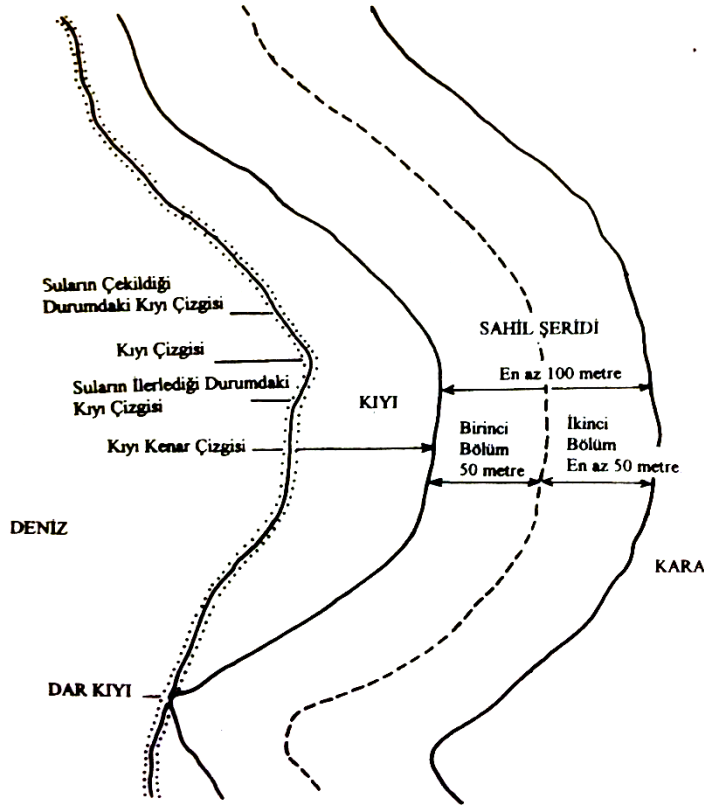 Suların Çekildiği
Durumdaki Kıyı Çizgisi
SAHİL ŞERİDİ
Kıyı Çizgisi
En az 100 metre
Suların İlerlediği Durumdaki
Kıyı Çizgisi
KIYI
Birinci
Bölüm
50 metre
İkinci
Bölüm
En az 50 metre
Kıyı Kenar Çizgisi
DENİZ
KARA
DAR KIYI